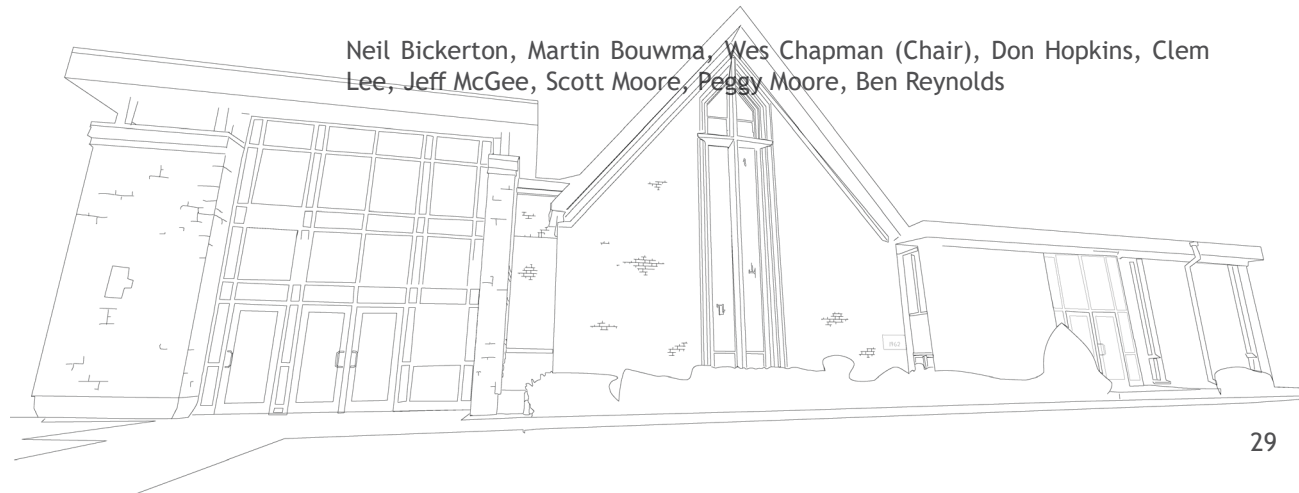 Neil Bickerton, Martin Bouwma, Wes Chapman (Chair), Don Hopkins, Clem
Lee, Jeff McGee, Scott Moore, Peggy Moore, Ben Reynolds
29